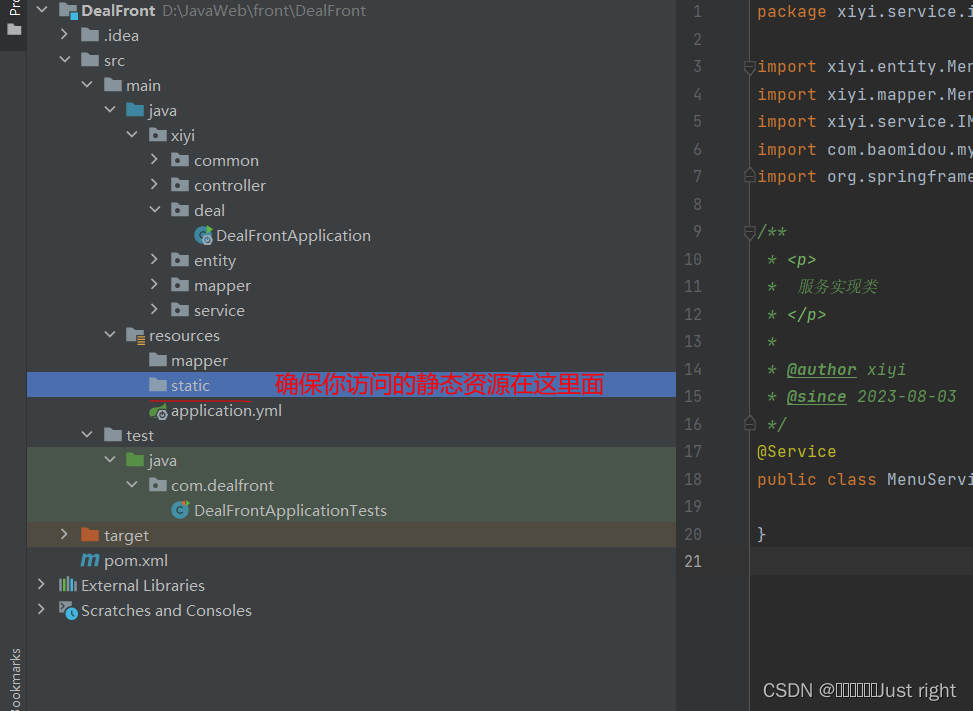 Pro
DealFront D:\JavaWeb\front\DealFront
.idea
src
main
java
xiyi
common
controller
deal
DealFrontApplication
entity
mapper
service
resources
mapper
static 确保你访问的静态资源在这里面
application.yml
test
java
com.dealfront
DealFrontApplicationTests
target
m pom.xml
External Libraries
Scratches and Consoles
ookmarks
1 package xiyi.service.i
2
3 import xiyi.entity.Men
4 import xiyi.mapper.Men
5 import xiyi.service.IM
6 import com.baomidou.my
7 import org.springframe
8
9 /**
10 * <p>
11 * 服务实现类
12 * </p>
13 *
14 * @author xiyi
15 * @since 2023-08-03
16 */
17 @Service
18 public class MenuServi
19
20 }
21
CSDN @Just right